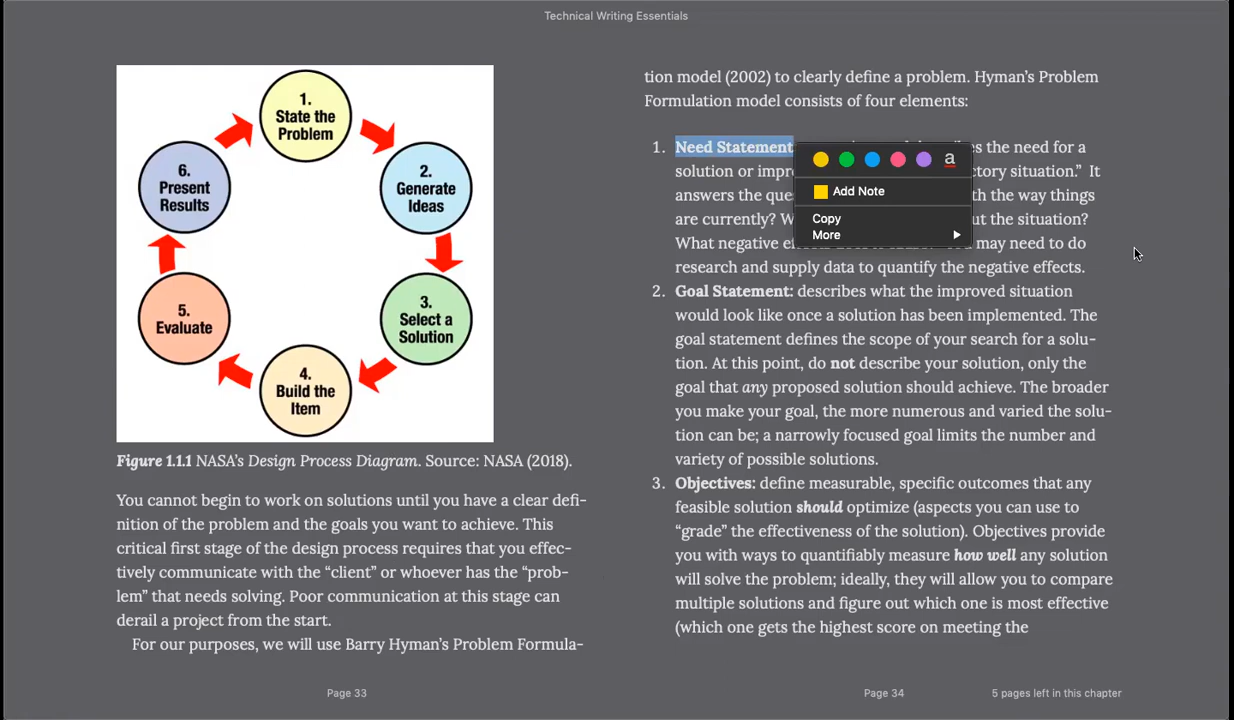 Technical Writing Essentials
1.
State the
Problem
2.
Generate
Ideas
3.
Select a
Solution
4.
Build the
Item
5.
Evaluate
6.
Present
Results
Figure 1.1.1 NASA's Design Process Diagram. Source: NASA (2018).
You cannot begin to work on solutions until you have a clear defi-
nition of the problem and the goals you want to achieve. This
critical first stage of the design process requires that you effec-
tively communicate with the “client” or whoever has the “prob-
lem” that needs solving. Poor communication at this stage can
derail a project from the start.
For our purposes, we will use Barry Hyman's Problem Formula-
Page 33
tion model (2002) to clearly define a problem. Hyman's Problem
Formulation model consists of four elements:
1. Need Statement the need for a
solution or situation.” It
answers the the way things
are currently? the situation?
What negative may need to do
research and supply data to quantify the negative effects.
2. Goal Statement: describes what the improved situation
would look like once a solution has been implemented. The
goal statement defines the scope of your search for a solu-
tion. At this point, do not describe your solution, only the
goal that any proposed solution should achieve. The broader
you make your goal, the more numerous and varied the solu-
tion can be; a narrowly focused goal limits the number and
variety of possible solutions.
3. Objectives: define measurable, specific outcomes that any
feasible solution should optimize (aspects you can use to
“grade” the effectiveness of the solution). Objectives provide
you with ways to quantifiably measure how well any solution
will solve the problem; ideally, they will allow you to compare
multiple solutions and figure out which one is most effective
(which one gets the highest score on meeting the
Page 34
5 pages left in this chapter
a
Add Note
Copy
More